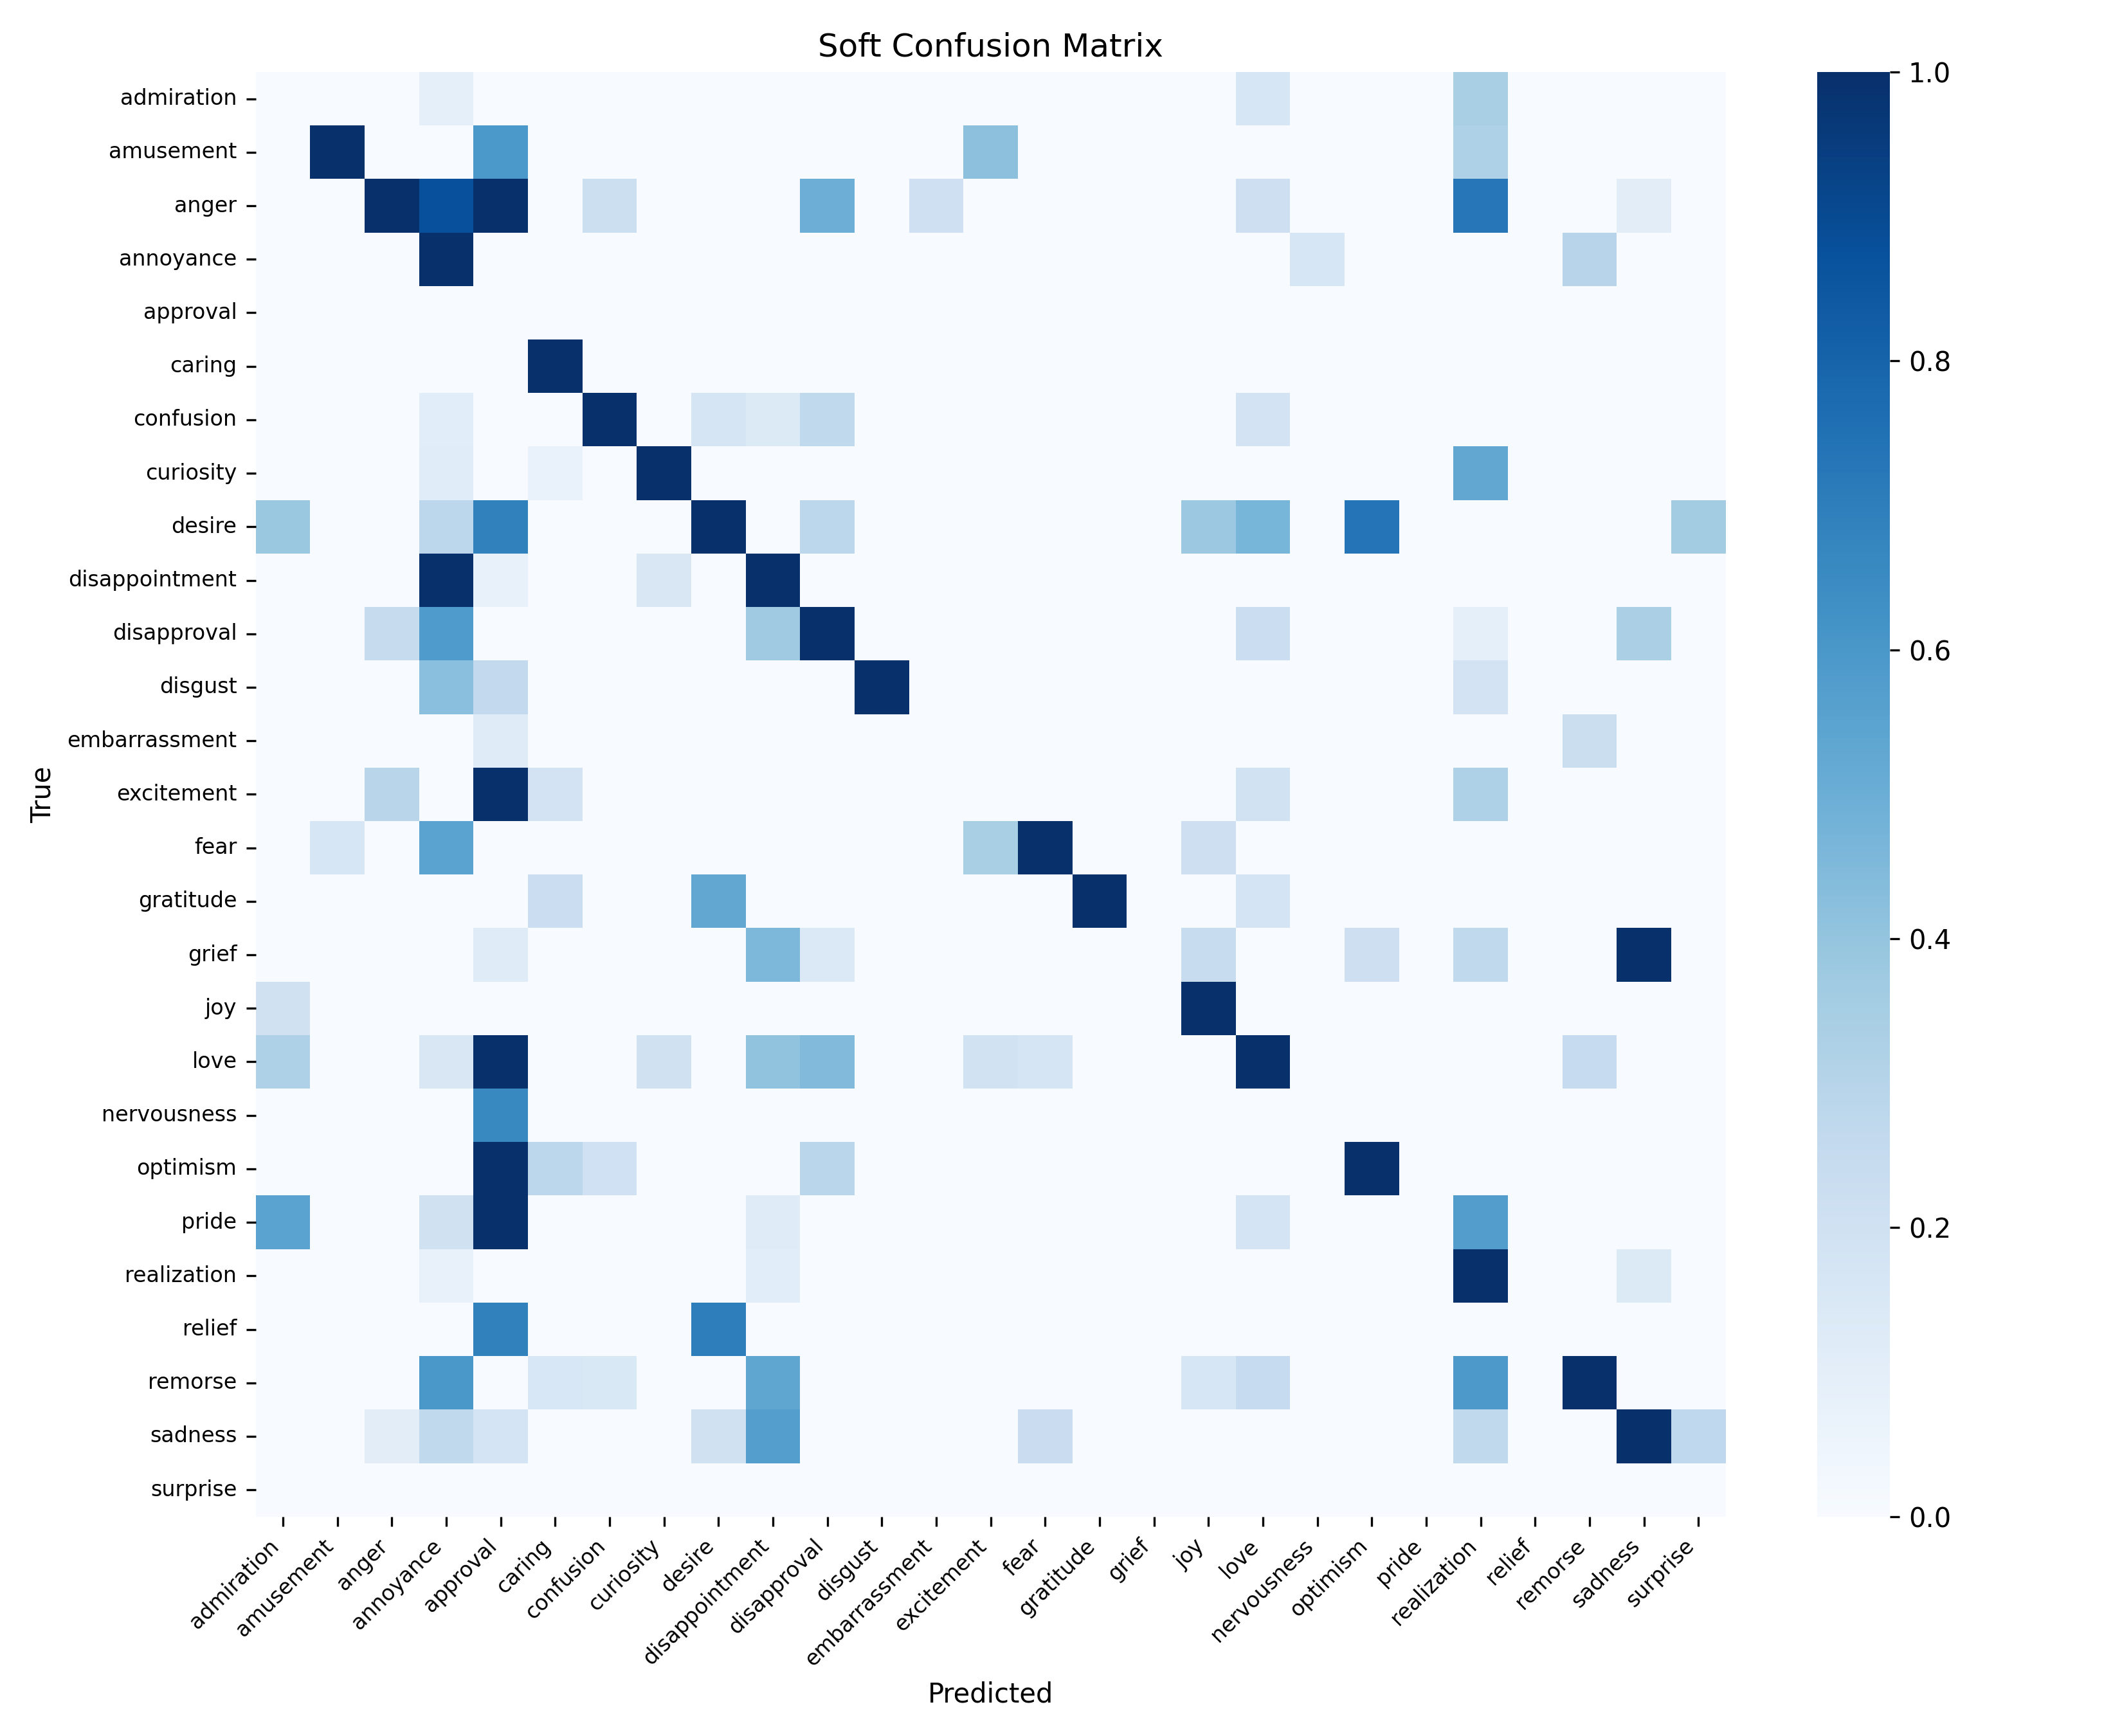 Soft Confusion Matrix
True
admiration
amusement
anger
annoyance
approval
caring
confusion
curiosity
desire
disappointment
disapproval
disgust
embarrassment
excitement
fear
gratitude
grief
joy
love
nervousness
optimism
pride
realization
relief
remorse
sadness
surprise
admiration
amusement
anger
annoyance
approval
caring
confusion
curiosity
desire
disappointment
disapproval
disgust
embarrassment
excitement
fear
gratitude
grief
joy
love
nervousness
optimism
pride
realization
relief
remorse
sadness
surprise
Predicted
1.0
0.8
0.6
0.4
0.2
0.0